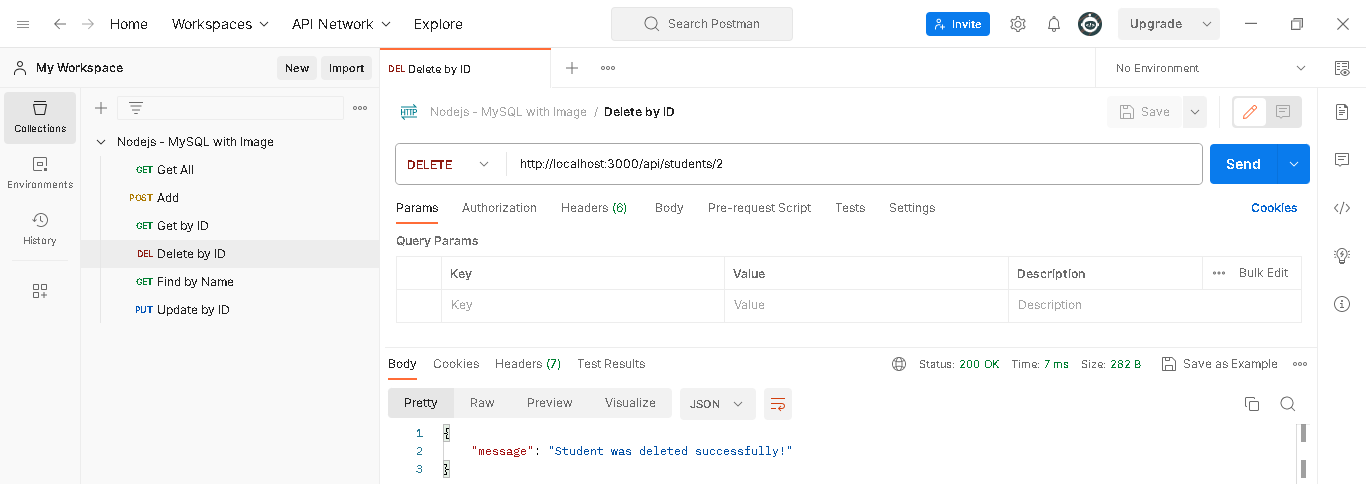 Home Workspaces API Network Explore Search Postman Invite Upgrade
My Workspace New Import DEL Delete by ID No Environment
Collections
Environments
History
Nodejs - MySQL with Image
GET Get All
POST Add
GET Get by ID
DEL Delete by ID
GET Find by Name
PUT Update by ID
HTTP Nodejs - MySQL with Image / Delete by ID Save
DELETE http://localhost:3000/api/students/2 Send
Params Authorization Headers (6) Body Pre-request Script Tests Settings Cookies
Query Params
Key Value Description Bulk Edit
Key Value Description
Body Cookies Headers (7) Test Results Status: 200 OK Time: 7 ms Size: 282 B Save as Example
Pretty Raw Preview Visualize JSON
1 {
2 "message": "Student was deleted successfully!"
3 }